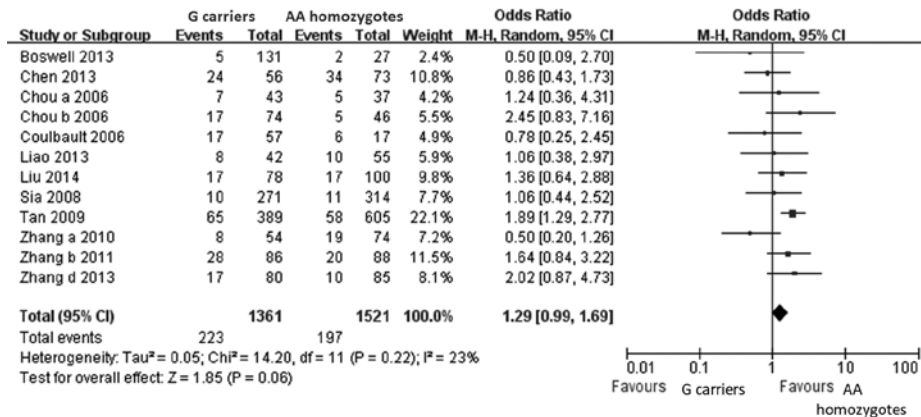 G carriers AA homozygotes Odds Ratio Odds Ratio
Study or Subgroup Events Total Events Total Weight M-H, Random, 95% CI M-H, Random, 95% CI
Boswell 2013 5 131 2 27 2.4% 0.50 [0.09, 2.70]
Chen 2013 24 56 34 73 10.8% 0.86 [0.43, 1.73]
Chou a 2006 7 43 5 37 4.2% 1.24 [0.36, 4.31]
Chou b 2006 17 74 5 46 5.5% 2.45 [0.83, 7.16]
Coulbault 2006 17 57 6 17 4.9% 0.78 [0.25, 2.45]
Liao 2013 8 42 10 55 5.9% 1.06 [0.38, 2.97]
Liu 2014 17 78 17 100 9.8% 1.36 [0.64, 2.88]
Sia 2008 10 271 11 314 7.5% 1.06 [0.44, 2.52]
Tan 2009 65 389 58 605 22.1% 1.89 [1.29, 2.77]
Zhang a 2010 8 54 19 74 7.2% 0.50 [0.20, 1.26]
Zhang b 2011 28 86 20 88 11.5% 1.64 [0.84, 3.22]
Zhang d 2013 17 80 10 85 8.1% 2.02 [0.87, 4.73]
Total (95% CI) 1361 1521 100.0% 1.29 [0.99, 1.69]
Total events 223 197
Heterogeneity: Tau² = 0.05; Chi² = 14.20, df = 11 (P = 0.22); I² = 23%
Test for overall effect: Z = 1.85 (P = 0.06)
0.01 0.1 1 10 100
Favours G carriers Favours AA
homozygotes